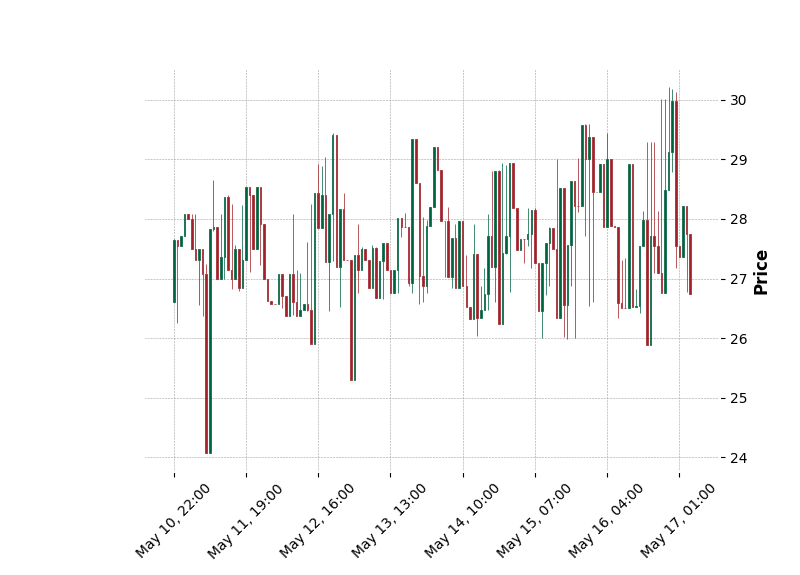 30
29
28
27
26
25
24
Price
May 10, 22:00
May 11, 19:00
May 12, 16:00
May 13, 13:00
May 14, 10:00
May 15, 07:00
May 16, 04:00
May 17, 01:00